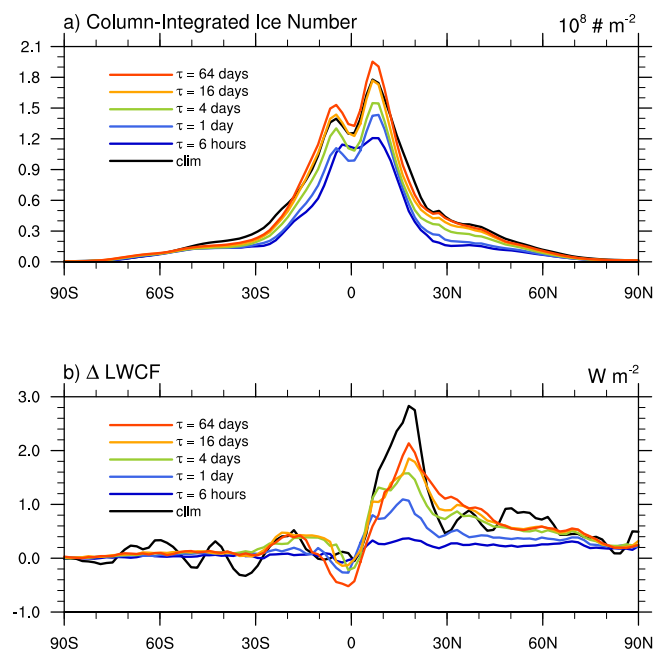 a) Column-Integrated Ice Number 10⁸ # m⁻²
2.1
1.8
1.5
1.2
0.9
0.6
0.3
0.0
τ = 64 days
τ = 16 days
τ = 4 days
τ = 1 day
τ = 6 hours
clim
90S 60S 30S 0 30N 60N 90N
b) Δ LWCF W m⁻²
3.0
2.0
1.0
0.0
-1.0
τ = 64 days
τ = 16 days
τ = 4 days
τ = 1 day
τ = 6 hours
clim
90S 60S 30S 0 30N 60N 90N